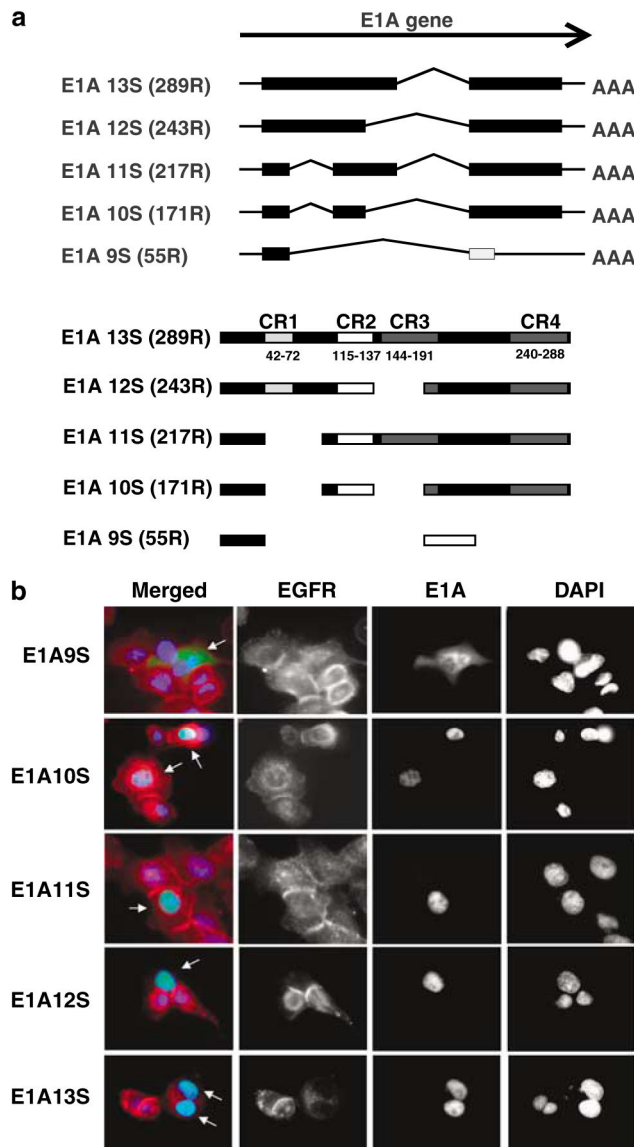 a
E1A gene
E1A 13S (289R) AAA
E1A 12S (243R) AAA
E1A 11S (217R) AAA
E1A 10S (171R) AAA
E1A 9S (55R) AAA
CR1 CR2 CR3 CR4
E1A 13S (289R)
42-72 115-137 144-191 240-288
E1A 12S (243R)
E1A 11S (217R)
E1A 10S (171R)
E1A 9S (55R)
b
Merged EGFR E1A DAPI
E1A9S
E1A10S
E1A11S
E1A12S
E1A13S